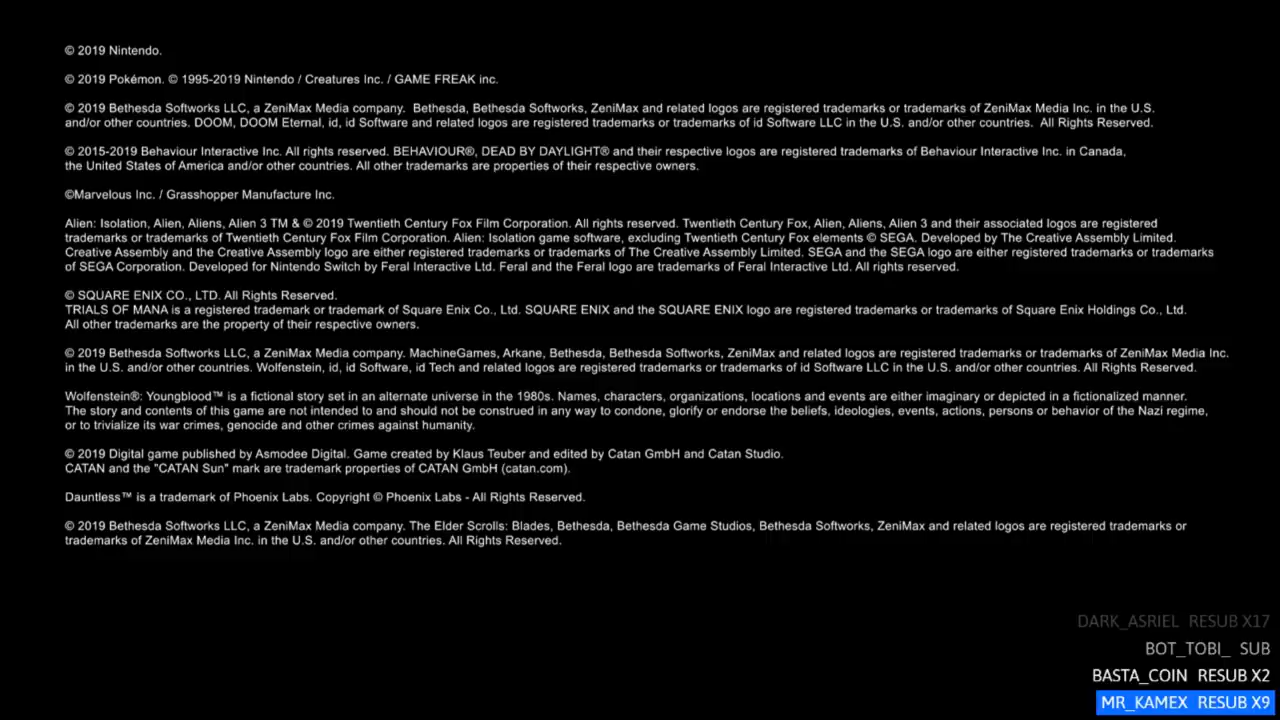 © 2019 Nintendo.
© 2019 Pokémon. © 1995-2019 Nintendo / Creatures Inc. / GAME FREAK inc.
© 2019 Bethesda Softworks LLC, a ZeniMax Media company.  Bethesda, Bethesda Softworks, ZeniMax and related logos are registered trademarks or trademarks of ZeniMax Media Inc. in the U.S.
and/or other countries. DOOM, DOOM Eternal, id, id Software and related logos are registered trademarks or trademarks of id Software LLC in the U.S. and/or other countries.  All Rights Reserved.
© 2015-2019 Behaviour Interactive Inc. All rights reserved. BEHAVIOUR®, DEAD BY DAYLIGHT® and their respective logos are registered trademarks of Behaviour Interactive Inc. in Canada,
the United States of America and/or other countries. All other trademarks are properties of their respective owners.
©Marvelous Inc. / Grasshopper Manufacture Inc.
Alien: Isolation, Alien, Aliens, Alien 3 TM & © 2019 Twentieth Century Fox Film Corporation. All rights reserved. Twentieth Century Fox, Alien, Aliens, Alien 3 and their associated logos are registered
trademarks or trademarks of Twentieth Century Fox Film Corporation. Alien: Isolation game software, excluding Twentieth Century Fox elements © SEGA. Developed by The Creative Assembly Limited.
Creative Assembly and the Creative Assembly logo are either registered trademarks or trademarks of The Creative Assembly Limited. SEGA and the SEGA logo are either registered trademarks or trademarks
of SEGA Corporation. Developed for Nintendo Switch by Feral Interactive Ltd. Feral and the Feral logo are trademarks of Feral Interactive Ltd. All rights reserved.
© SQUARE ENIX CO., LTD. All Rights Reserved.
TRIALS OF MANA is a registered trademark or trademark of Square Enix Co., Ltd. SQUARE ENIX and the SQUARE ENIX logo are registered trademarks or trademarks of Square Enix Holdings Co., Ltd.
All other trademarks are the property of their respective owners.
© 2019 Bethesda Softworks LLC, a ZeniMax Media company. MachineGames, Arkane, Bethesda, Bethesda Softworks, ZeniMax and related logos are registered trademarks or trademarks of ZeniMax Media Inc.
in the U.S. and/or other countries. Wolfenstein, id, id Software, id Tech and related logos are registered trademarks or trademarks of id Software LLC in the U.S. and/or other countries. All Rights Reserved.
Wolfenstein®: Youngblood™ is a fictional story set in an alternate universe in the 1980s. Names, characters, organizations, locations and events are either imaginary or depicted in a fictionalized manner.
The story and contents of this game are not intended to and should not be construed in any way to condone, glorify or endorse the beliefs, ideologies, events, actions, persons or behavior of the Nazi regime,
or to trivialize its war crimes, genocide and other crimes against humanity.
© 2019 Digital game published by Asmodee Digital. Game created by Klaus Teuber and edited by Catan GmbH and Catan Studio.
CATAN and the "CATAN Sun" mark are trademark properties of CATAN GmbH (catan.com).
Dauntless™ is a trademark of Phoenix Labs. Copyright © Phoenix Labs - All Rights Reserved.
© 2019 Bethesda Softworks LLC, a ZeniMax Media company. The Elder Scrolls: Blades, Bethesda, Bethesda Game Studios, Bethesda Softworks, ZeniMax and related logos are registered trademarks or
trademarks of ZeniMax Media Inc. in the U.S. and/or other countries. All Rights Reserved.
DARK_ASRIEL RESUB X17
BOT_TOBI_ SUB
BASTA_COIN RESUB X2
MR_KAMEX RESUB X9